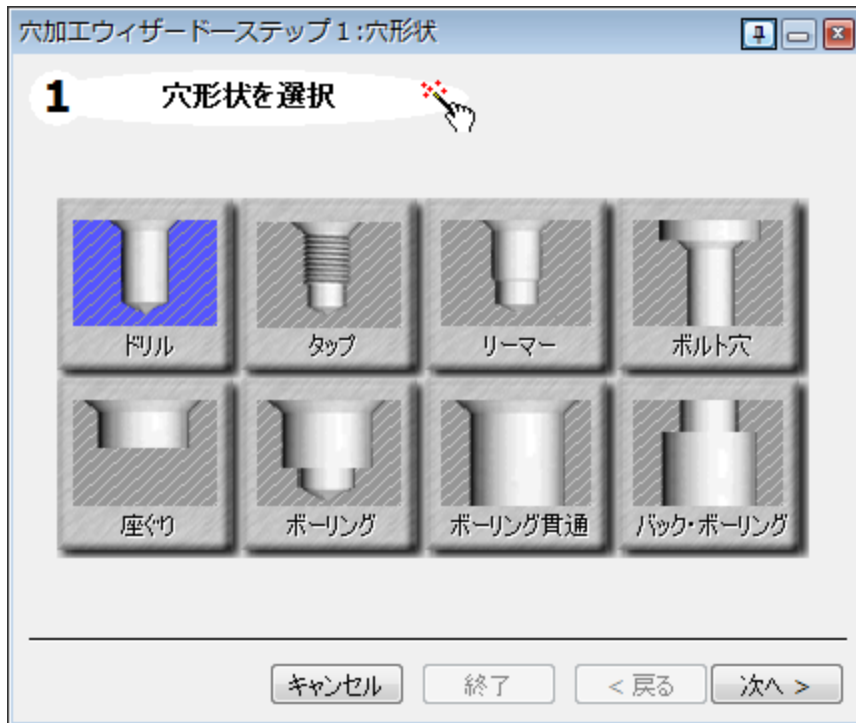 穴加工ウィザードーステップ1:穴形状
1 穴形状を選択
ドリル タップ リーマー ボルト穴
座ぐり ボーリング ボーリング貫通 バック・ボーリング
キャンセル 終了 < 戻る 次へ >